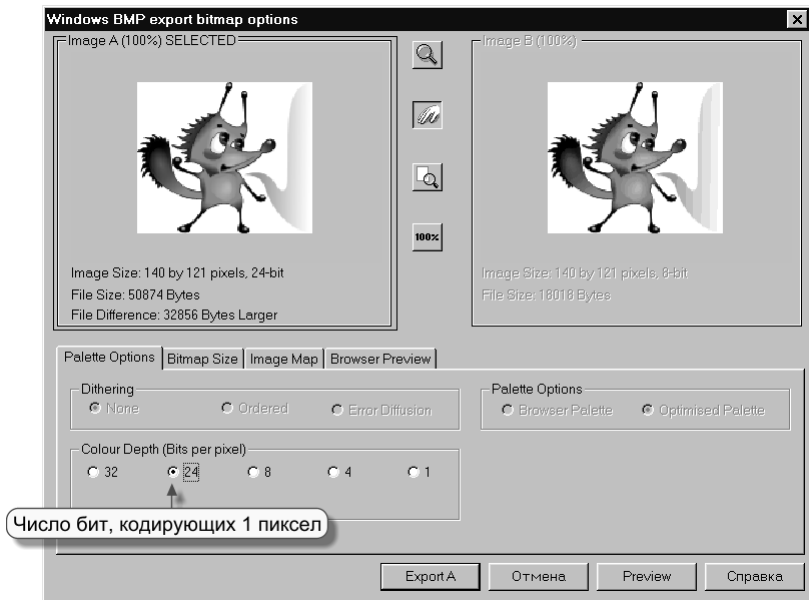 Windows BMP export bitmap options
Image A (100%) SELECTED
Image B (100%)
100%
Image Size: 140 by 121 pixels, 24-bit
File Size: 50874 Bytes
File Difference: 32856 Bytes Larger
Image Size: 140 by 121 pixels, 8-bit
File Size: 18018 Bytes
Palette Options Bitmap Size Image Map Browser Preview
Dithering
None Ordered Error Diffusion
Palette Options
Browser Palette Optimised Palette
Colour Depth (Bits per pixel)
32 24 8 4 1
Число бит, кодирующих 1 пиксел
Export A Отмена Preview Справка